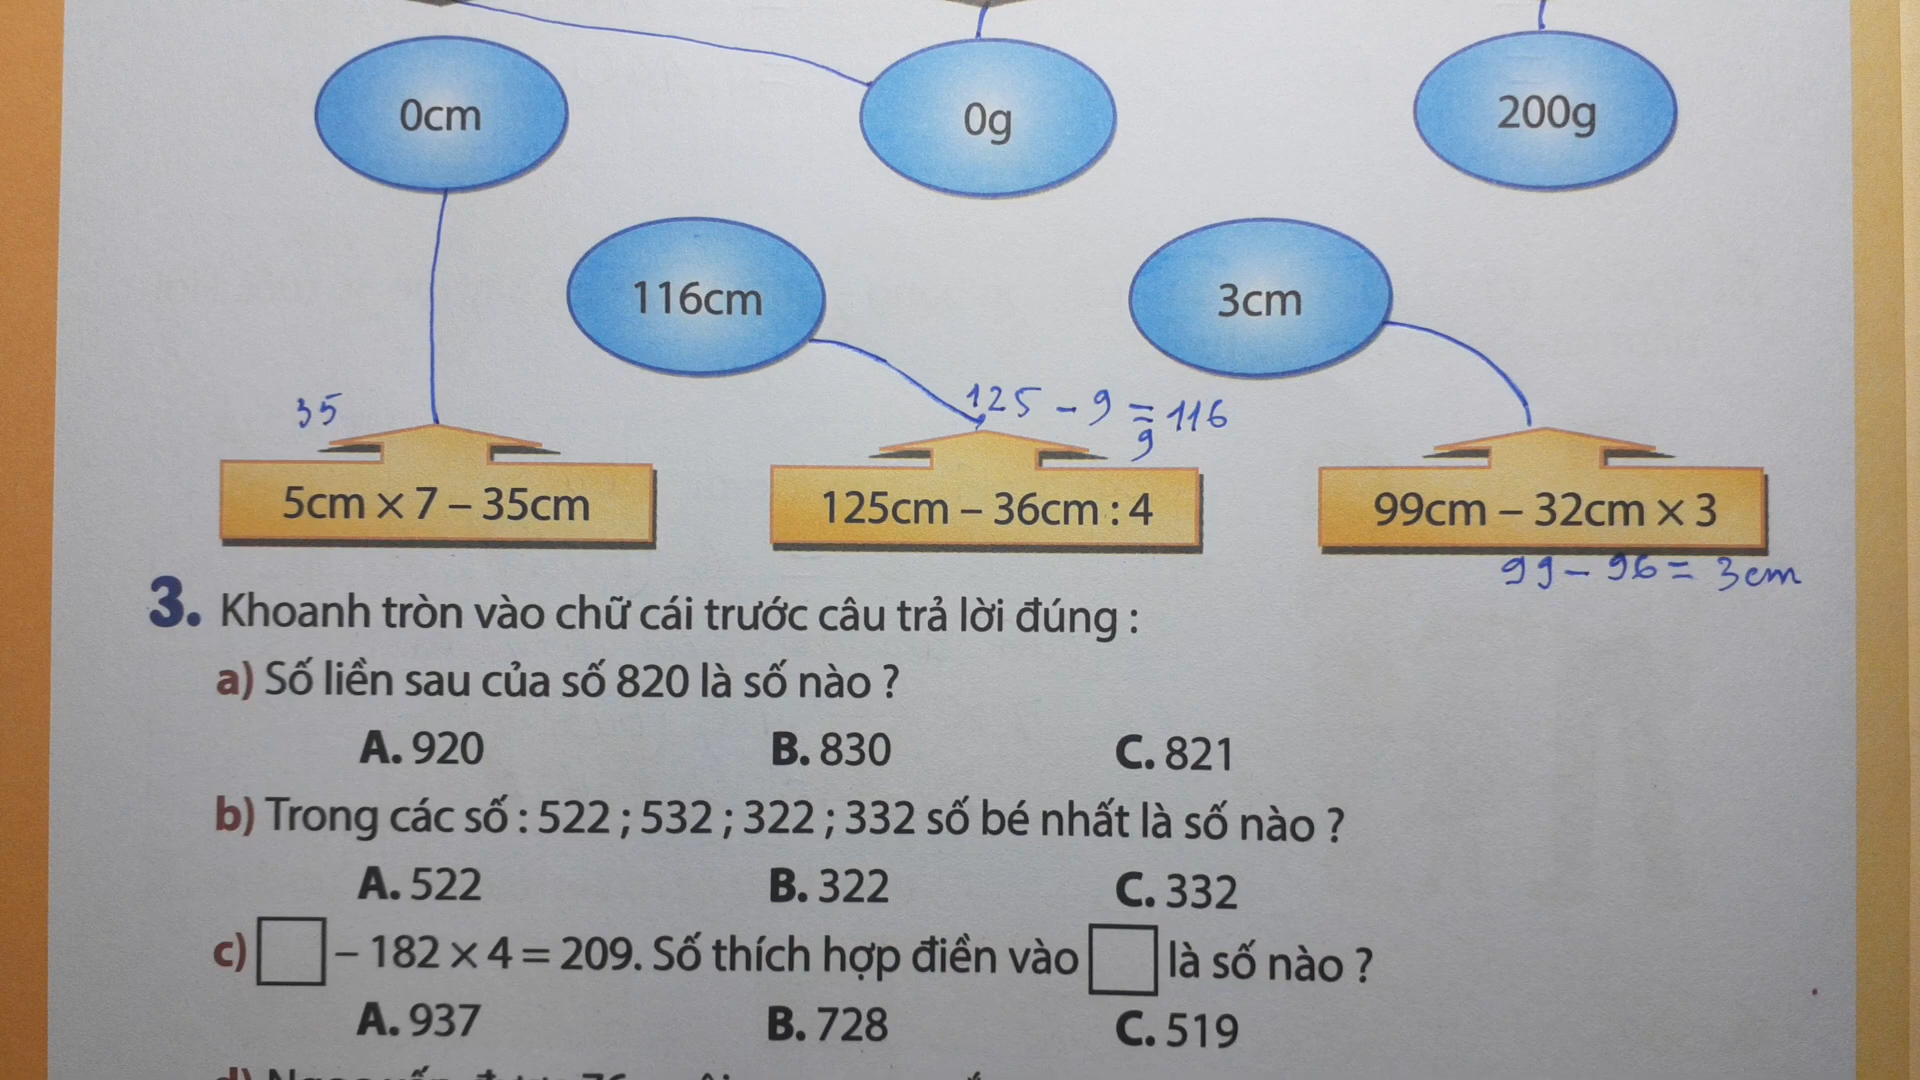 0cm 0g 200g
116cm 3cm
35 125 - 9 = 116
9
5cm × 7 – 35cm 125cm – 36cm : 4 99cm – 32cm × 3
99 - 96 = 3cm
3. Khoanh tròn vào chữ cái trước câu trả lời đúng :
a) Số liền sau của số 820 là số nào ?
A. 920 B. 830 C. 821
b) Trong các số : 522 ; 532 ; 322 ; 332 số bé nhất là số nào ?
A. 522 B. 322 C. 332
c) □ – 182 × 4 = 209. Số thích hợp điền vào □ là số nào ?
A. 937 B. 728 C. 519